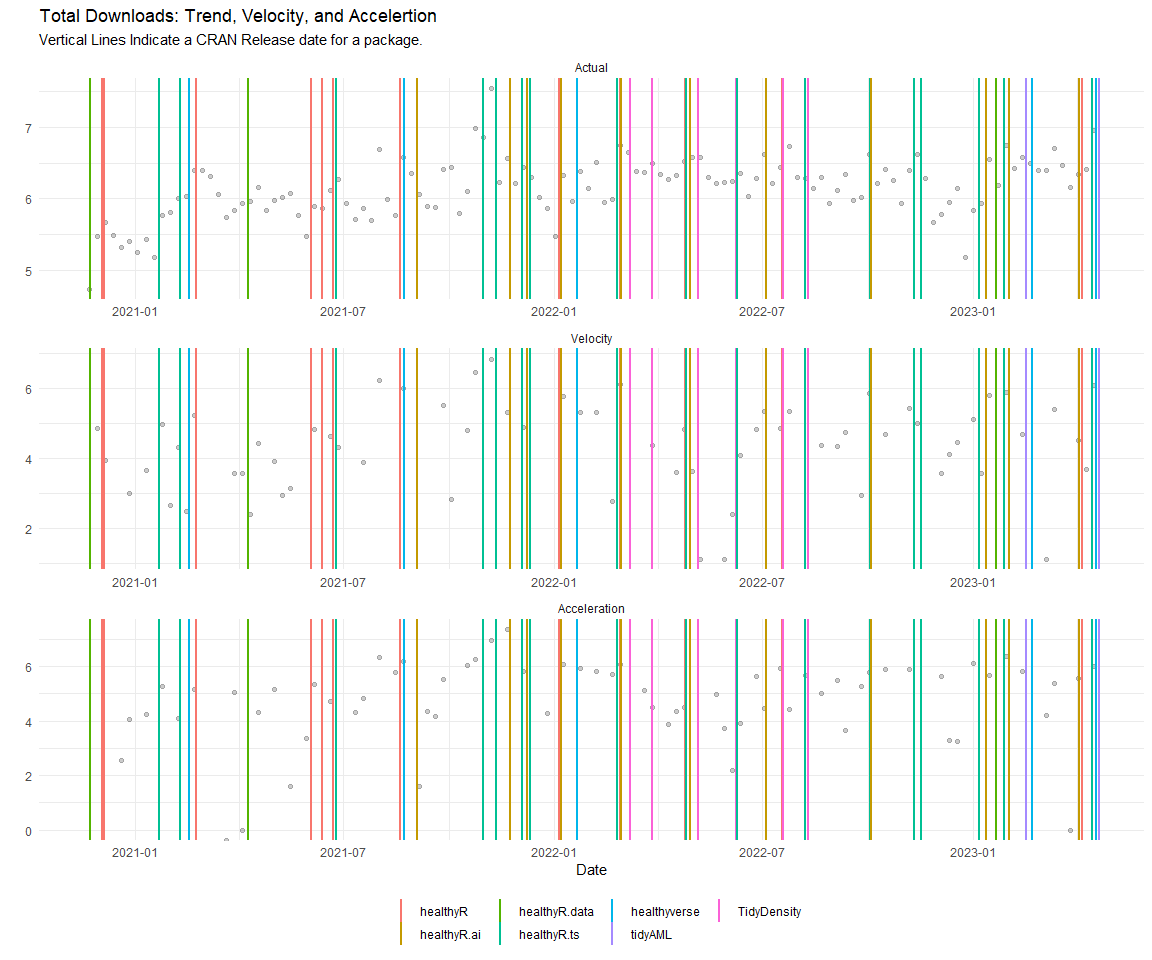 Total Downloads: Trend, Velocity, and Accelertion
Vertical Lines Indicate a CRAN Release date for a package.
Actual
7
6
5
2021-01 2021-07 2022-01 2022-07 2023-01
Velocity
6
4
2
2021-01 2021-07 2022-01 2022-07 2023-01
Acceleration
6
4
2
0
2021-01 2021-07 2022-01 2022-07 2023-01
Date
healthyR healthyR.data healthyverse TidyDensity
healthyR.ai healthyR.ts tidyAML